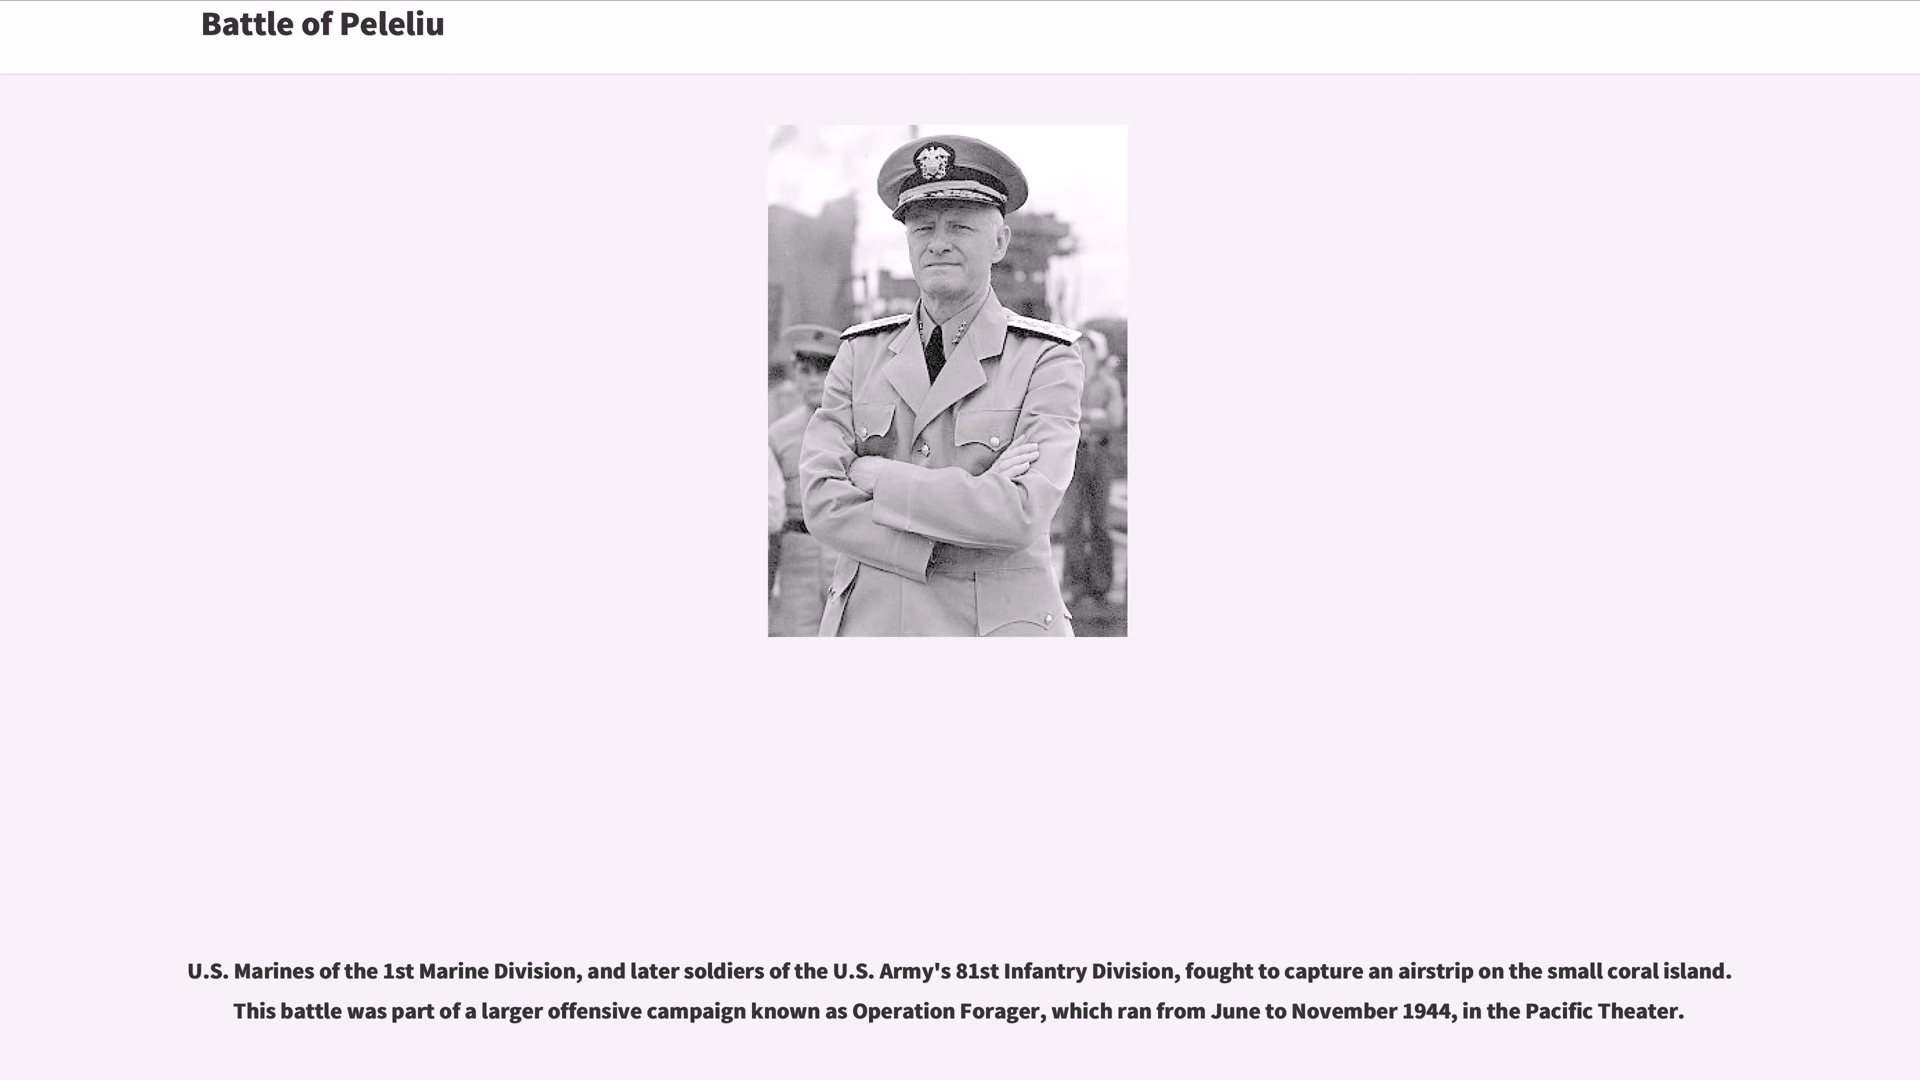 Battle of Peleliu
U.S. Marines of the 1st Marine Division, and later soldiers of the U.S. Army's 81st Infantry Division, fought to capture an airstrip on the small coral island.
This battle was part of a larger offensive campaign known as Operation Forager, which ran from June to November 1944, in the Pacific Theater.